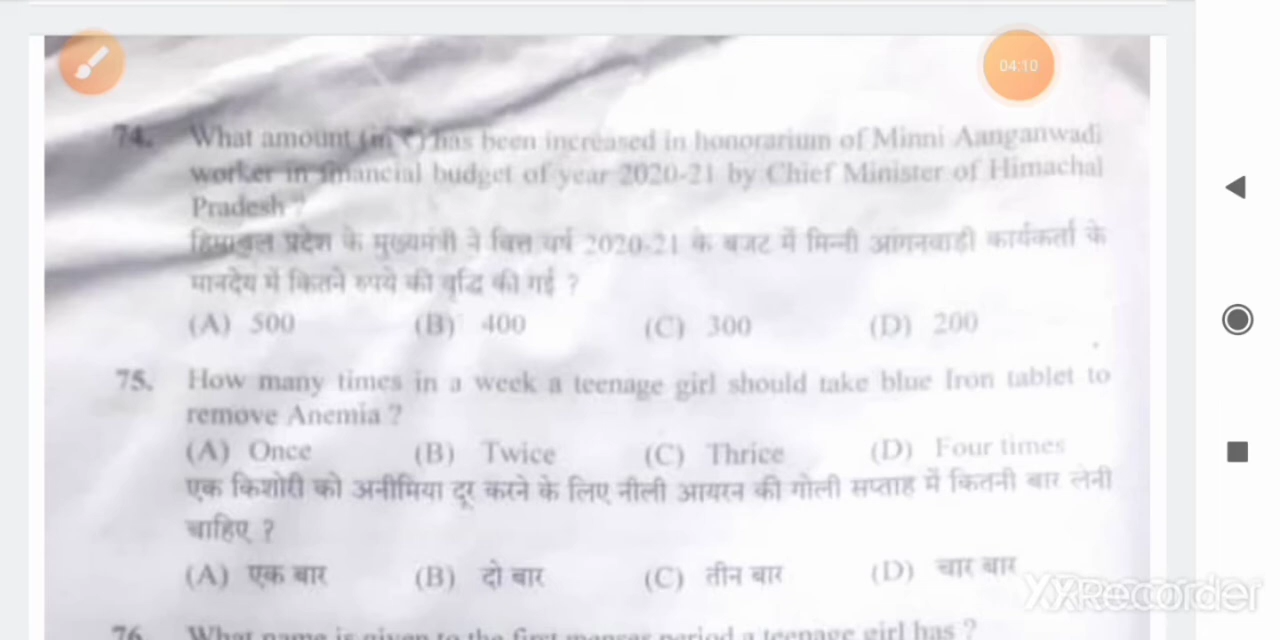 04:10
74. What amount (in ₹) has been increased in honorarium of Minni Aanganwadi
worker in financial budget of year 2020-21 by Chief Minister of Himachal
Pradesh ?
हिमाचल प्रदेश के मुख्यमंत्री ने वित्त वर्ष 2020-21 के बजट में मिन्नी आंगनवाड़ी कार्यकर्ता के
मानदेय में कितने रुपये की वृद्धि की गई ?
(A) 500 (B) 400 (C) 300 (D) 200
75. How many times in a week a teenage girl should take blue Iron tablet to
remove Anemia ?
(A) Once (B) Twice (C) Thrice (D) Four times
एक किशोरी को अनीमिया दूर करने के लिए नीली आयरन की गोली सप्ताह में कितनी बार लेनी
चाहिए ?
(A) एक बार (B) दो बार (C) तीन बार (D) चार बार
XRecorder
76. What name is given to the first menses period a teenage girl has ?